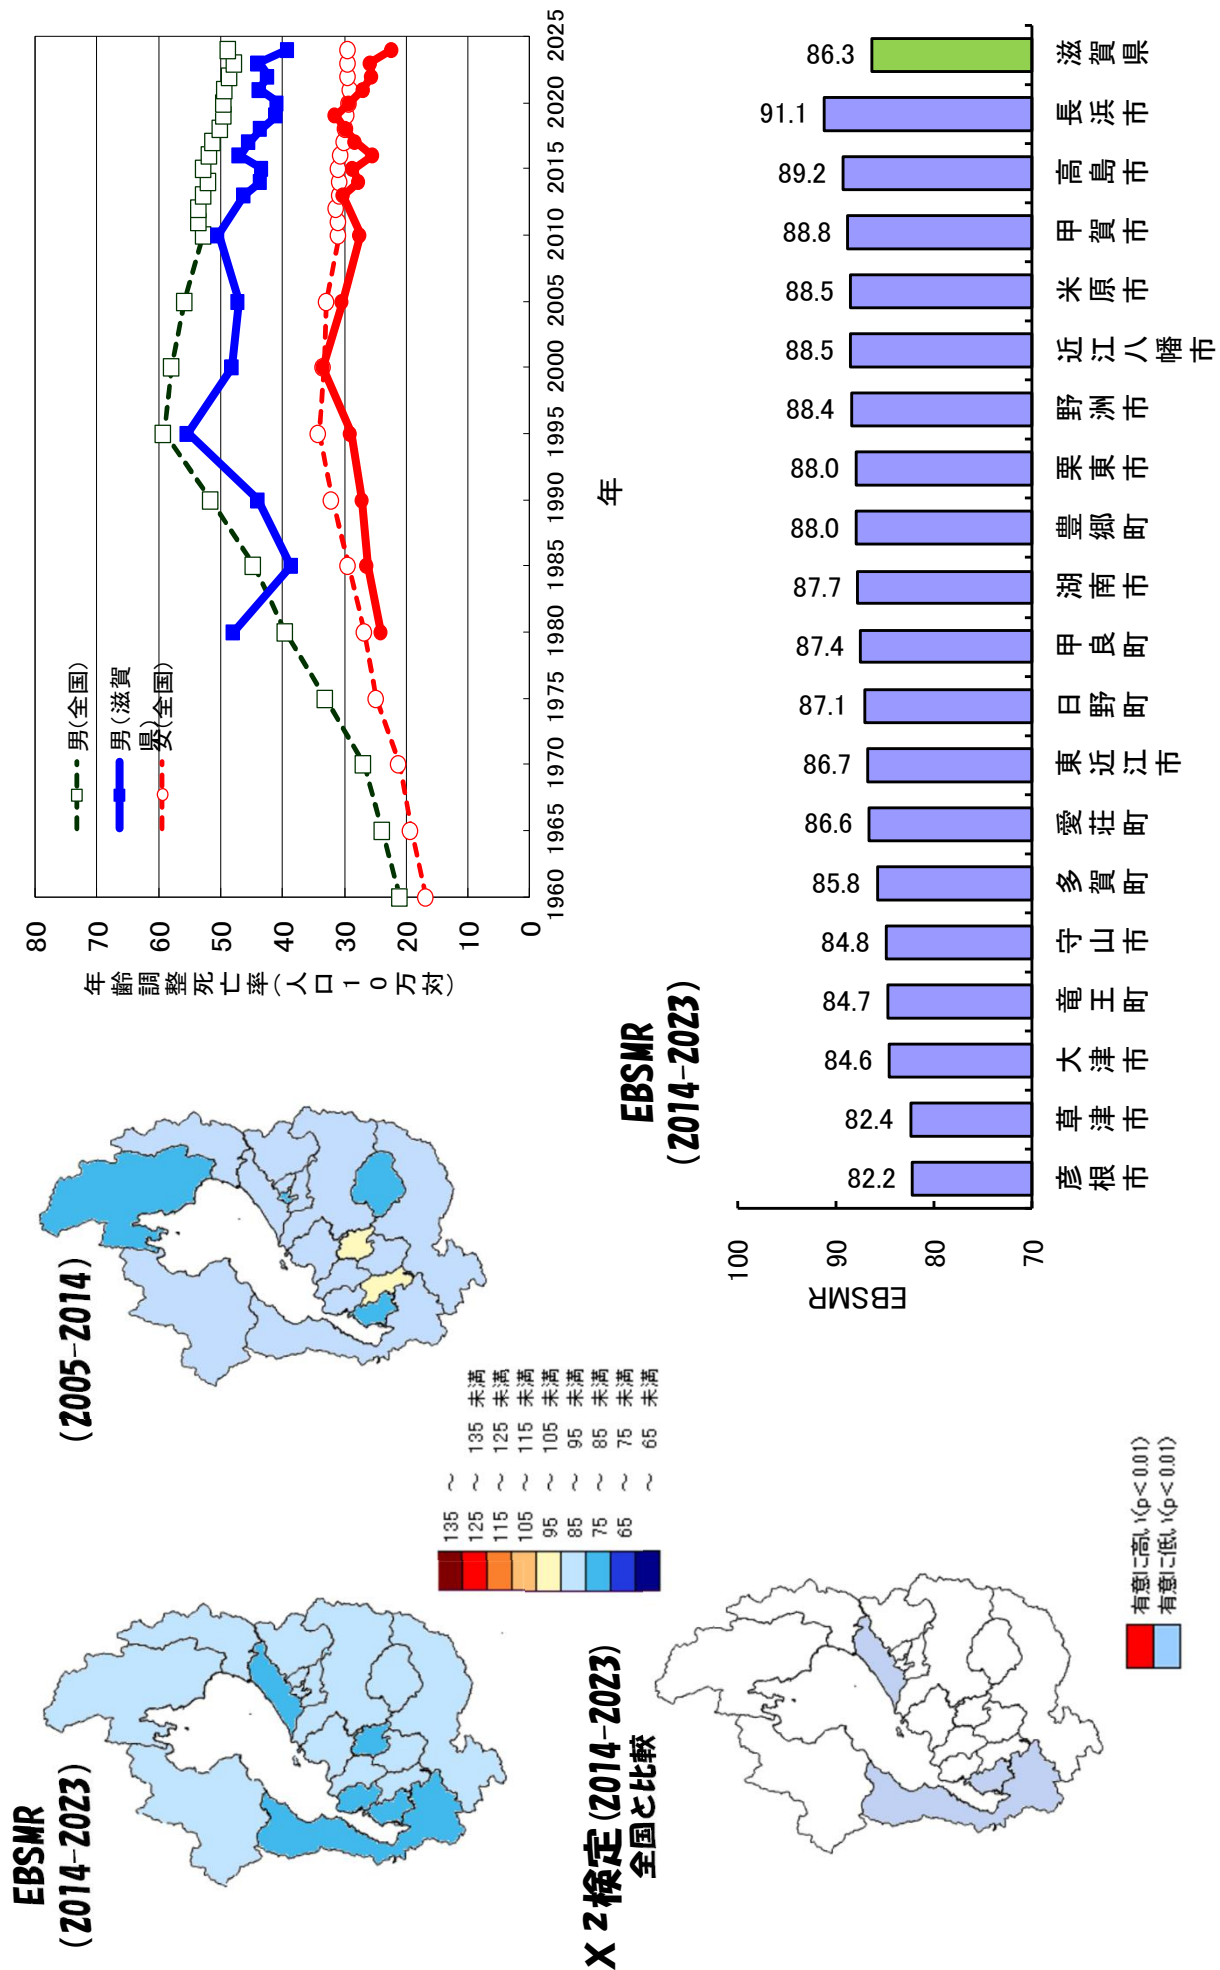 EBSMR
(2014-2023)
(2005-2014)
135 ～
125 ～ 135 未満
115 ～ 125 未満
105 ～ 115 未満
95 ～ 105 未満
85 ～ 95 未満
75 ～ 85 未満
65 ～ 75 未満
～ 65 未満
年齢調整死亡率(人口10万対)
80
70
60
50
40
30
20
10
0
男(全国)
男(滋賀県)
女(全国)
1960 1965 1970 1975 1980 1985 1990 1995 2000 2005 2010 2015 2020 2025
年
X²検定(2014-2023)
全国と比較
有意に高い(p<0.01)
有意に低い(p<0.01)
EBSMR
(2014-2023)
EBSMR
100
90
80
70
82.2 82.4 84.6 84.7 84.8 85.8 86.6 86.7 87.1 87.4 87.7 88.0 88.0 88.4 88.5 88.5 88.8 89.2 91.1 86.3
彦根市 草津市 大津市 竜王町 守山市 多賀町 愛荘町 東近江市 日野町 甲良町 湖南市 豊郷町 栗東市 野洲市 近江八幡市 米原市 甲賀市 高島市 長浜市 滋賀県